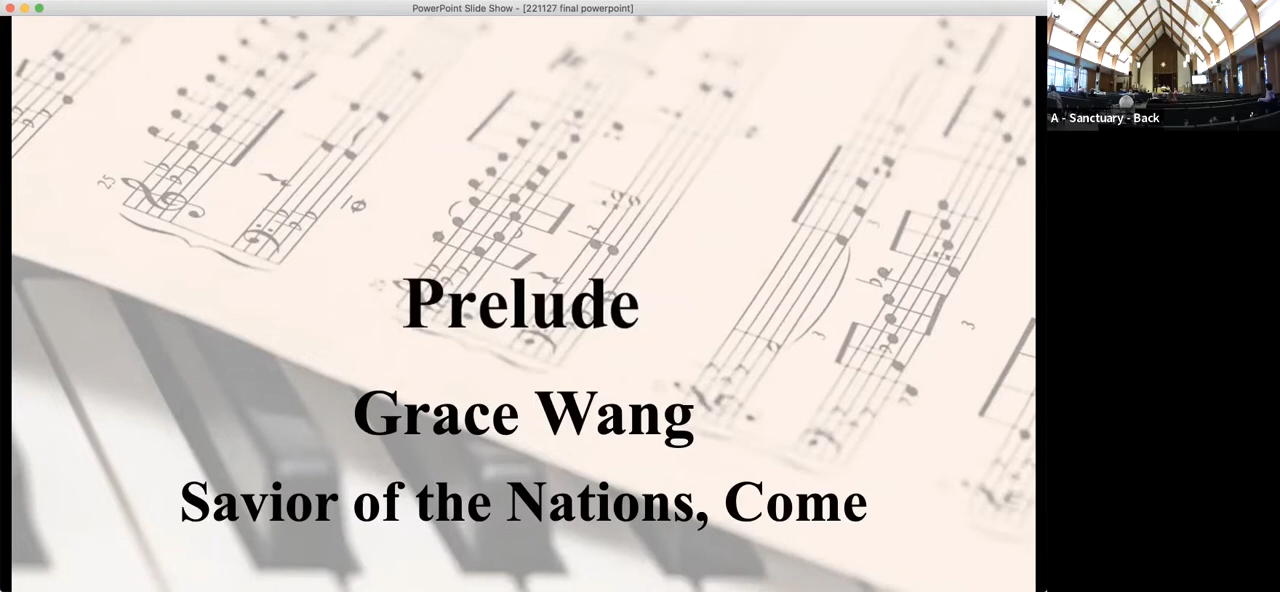 PowerPoint Slide Show - [221127 final powerpoint]
A - Sanctuary - Back
Prelude
Grace Wang
Savior of the Nations, Come